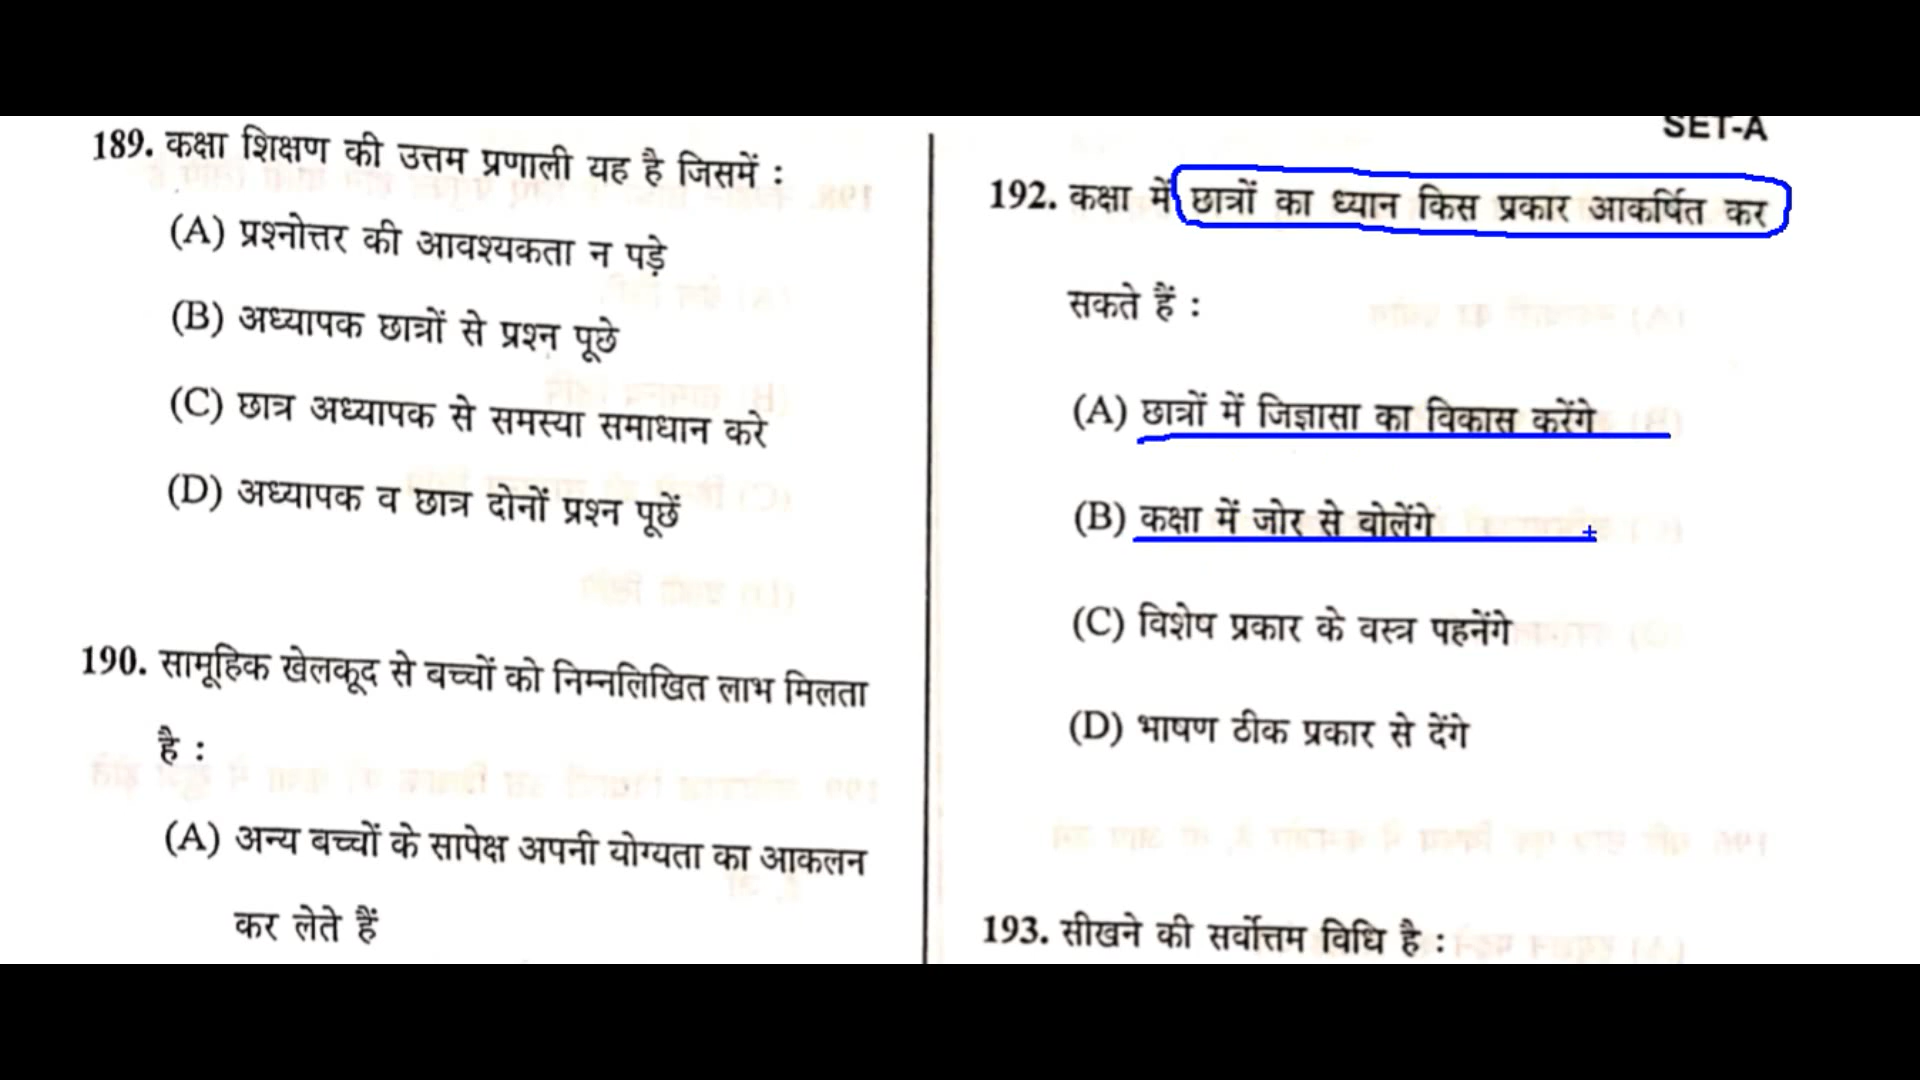 189. कक्षा शिक्षण की उत्तम प्रणाली यह है जिसमें :
(A) प्रश्नोत्तर की आवश्यकता न पड़े
(B) अध्यापक छात्रों से प्रश्न पूछे
(C) छात्र अध्यापक से समस्या समाधान करे
(D) अध्यापक व छात्र दोनों प्रश्न पूछें
190. सामूहिक खेलकूद से बच्चों को निम्नलिखित लाभ मिलता
है :
(A) अन्य बच्चों के सापेक्ष अपनी योग्यता का आकलन
कर लेते हैं
SET-A
192. कक्षा में छात्रों का ध्यान किस प्रकार आकर्षित कर
सकते हैं :
(A) छात्रों में जिज्ञासा का विकास करेंगे
(B) कक्षा में जोर से बोलेंगे
(C) विशेष प्रकार के वस्त्र पहनेंगे
(D) भाषण ठीक प्रकार से देंगे
193. सीखने की सर्वोत्तम विधि है :